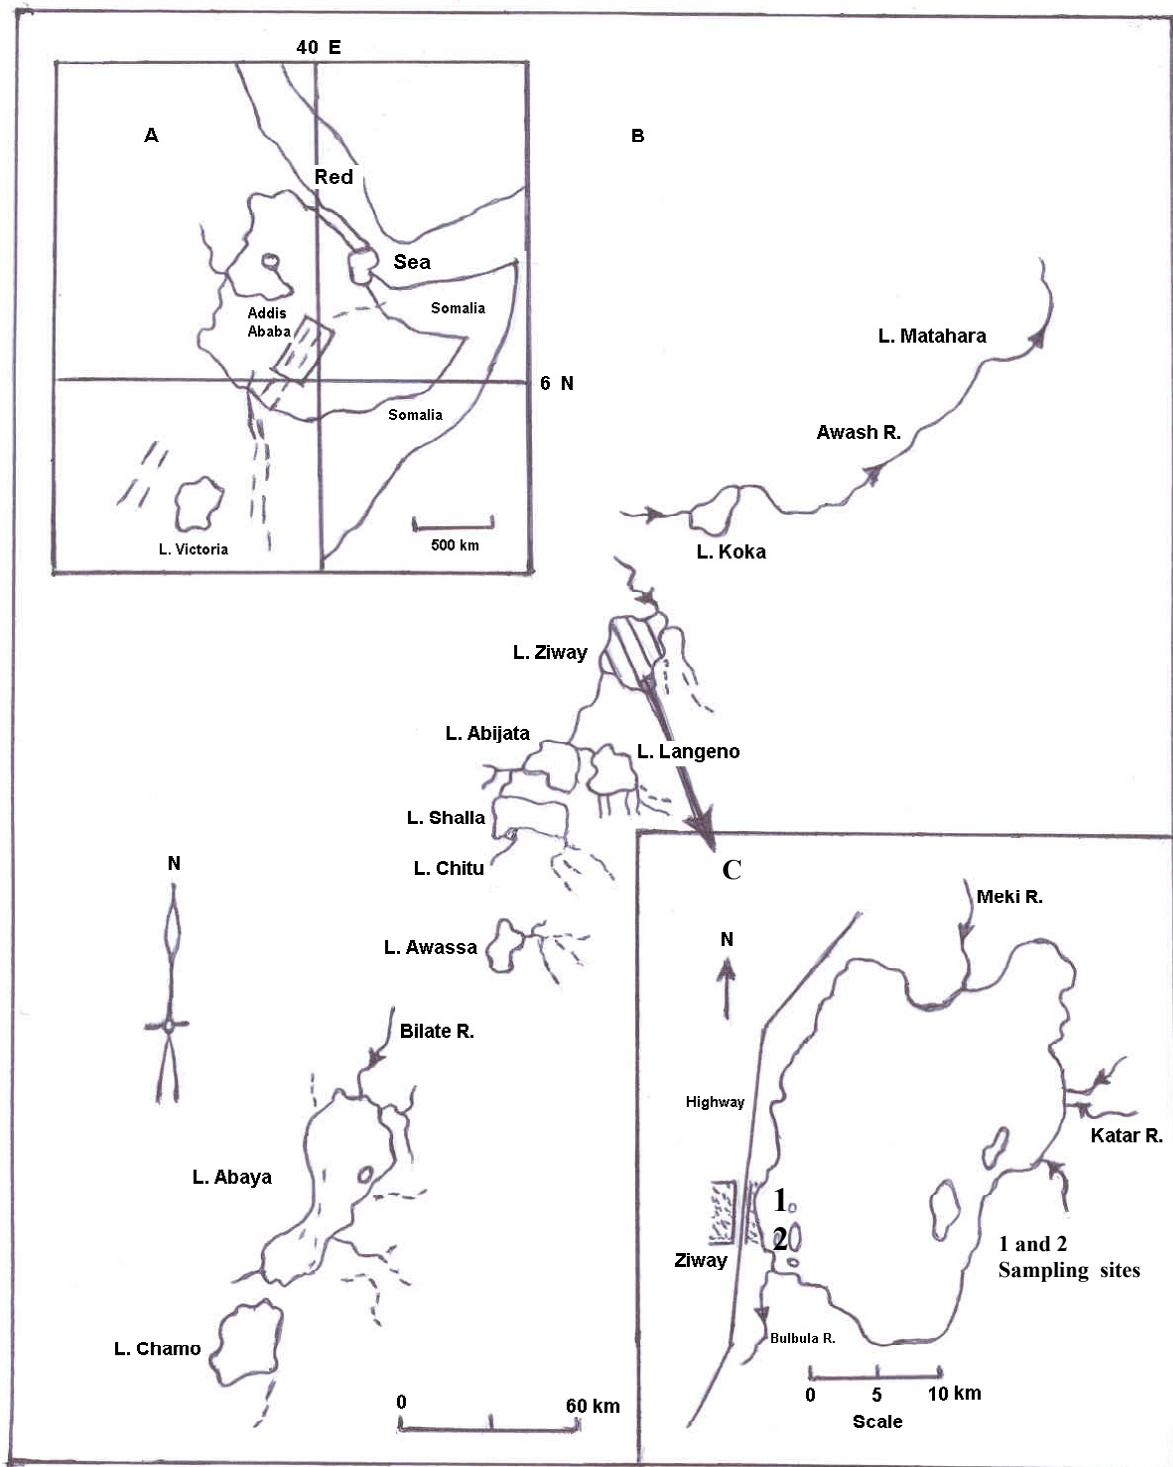 40 E
A
Red
Sea
Somalia
Addis
Ababa
6 N
Somalia
L. Victoria
500 km
B
L. Matahara
Awash R.
L. Koka
L. Ziway
L. Abijata
L. Langeno
L. Shalla
L. Chitu
L. Awassa
N
Bilate R.
L. Abaya
L. Chamo
0
60 km
C
Meki R.
N
Highway
Katar R.
1
2
Ziway
1 and 2
Sampling sites
Bulbula R.
0 5 10 km
Scale